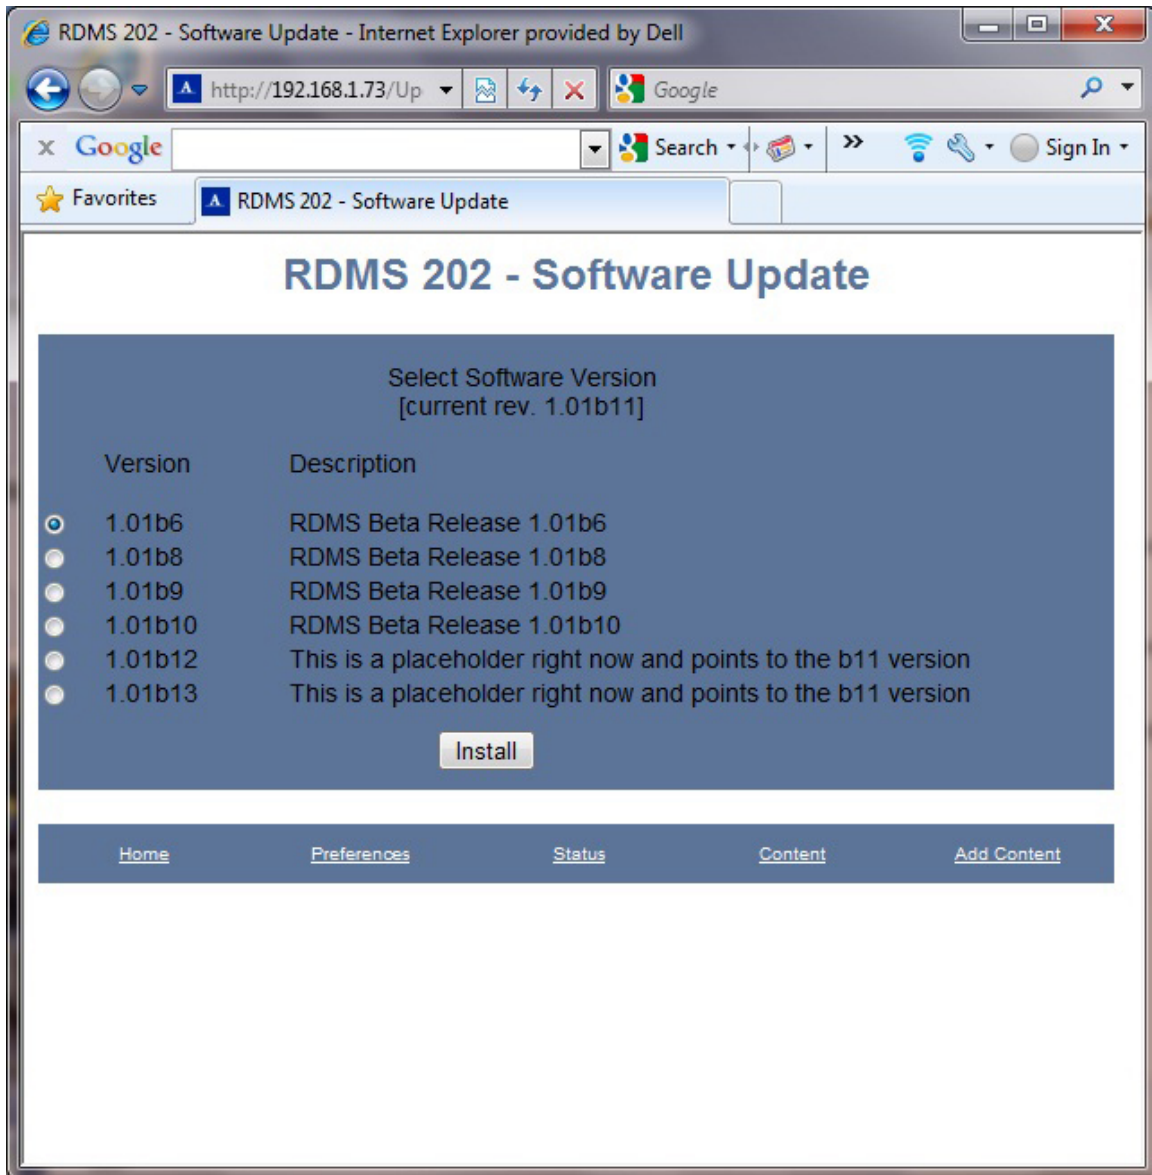 RDMS 202 - Software Update - Internet Explorer provided by Dell
http://192.168.1.73/Up
Google
x Google Search Sign In
Favorites RDMS 202 - Software Update
RDMS 202 - Software Update
Select Software Version
[current rev. 1.01b11]
Version Description
1.01b6 RDMS Beta Release 1.01b6
1.01b8 RDMS Beta Release 1.01b8
1.01b9 RDMS Beta Release 1.01b9
1.01b10 RDMS Beta Release 1.01b10
1.01b12 This is a placeholder right now and points to the b11 version
1.01b13 This is a placeholder right now and points to the b11 version
Install
Home Preferences Status Content Add Content